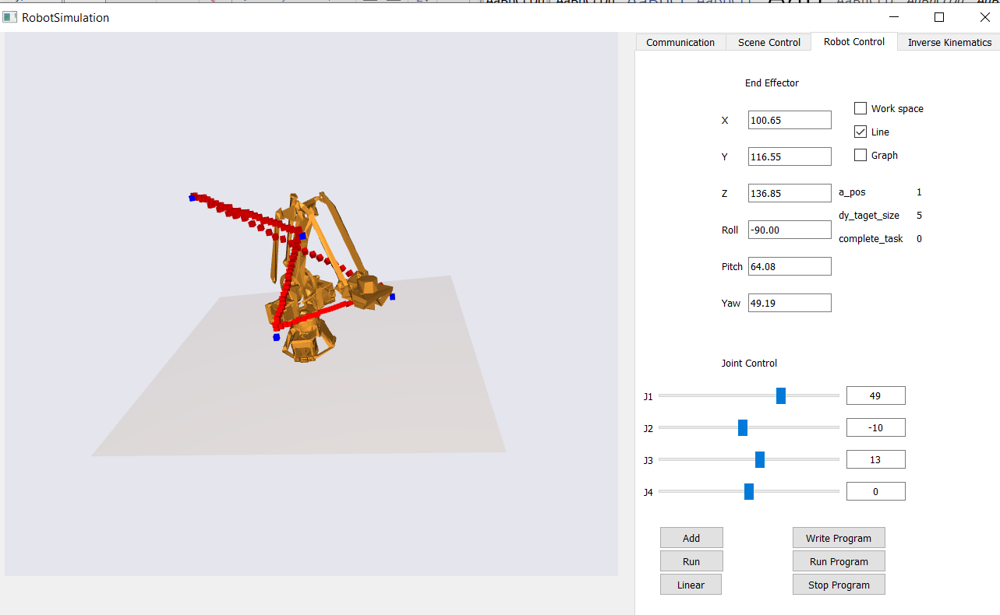 RobotSimulation
Communication
Scene Control
Robot Control
Inverse Kinematics
End Effector
X 100.65
Work space
Line
Y 116.55
Graph
Z 136.85
a_pos 1
dy_taget_size 5
Roll -90.00
complete_task 0
Pitch 64.08
Yaw 49.19
Joint Control
J1 49
J2 -10
J3 13
J4 0
Add
Write Program
Run
Run Program
Linear
Stop Program